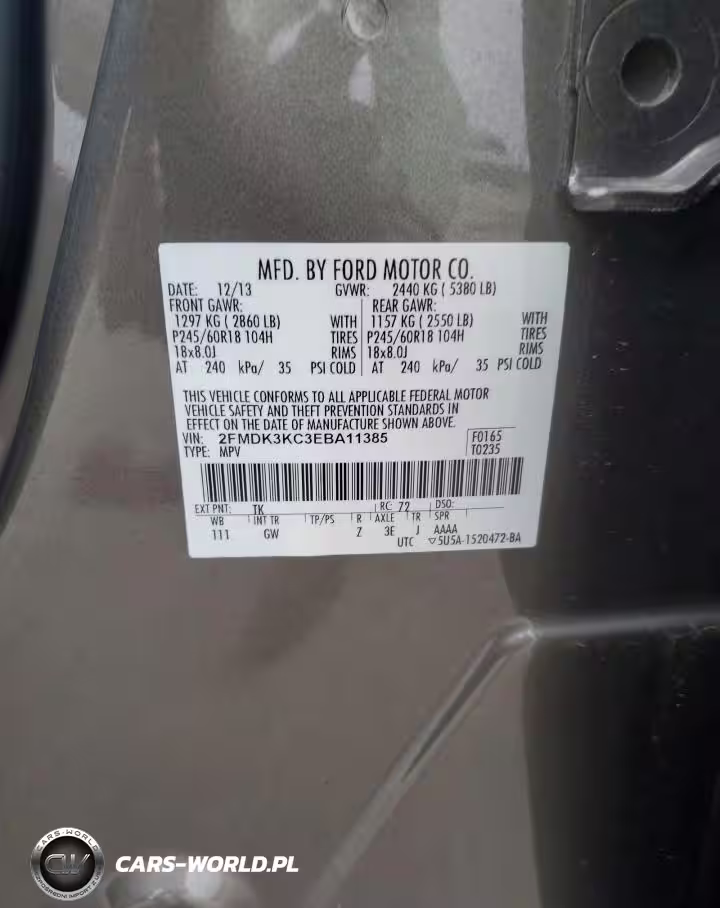 MFD. BY FORD MOTOR CO.
DATE: 12/13 GVWR: 2440 KG ( 5380 LB)
FRONT GAWR: REAR GAWR:
1297 KG ( 2860 LB) WITH 1157 KG ( 2550 LB) WITH
P245/60R18 104H TIRES P245/60R18 104H TIRES
18x8.0J RIMS 18x8.0J RIMS
AT 240 kPa/ 35 PSI COLD AT 240 kPa/ 35 PSI COLD
THIS VEHICLE CONFORMS TO ALL APPLICABLE FEDERAL MOTOR
VEHICLE SAFETY AND THEFT PREVENTION STANDARDS IN
EFFECT ON THE DATE OF MANUFACTURE SHOWN ABOVE.
VIN: 2FMDK3KC3EBA11385 F0165
TYPE: MPV T0235
EXT PNT: TK RC: 72 DSO:
WB INT TR TP/PS R AXLE TR SPR
111 GW Z 3E J AAAA
UTC ▽5U5A-1520472-BA
CARS-WORLD
CW
CARS-WORLD.PL